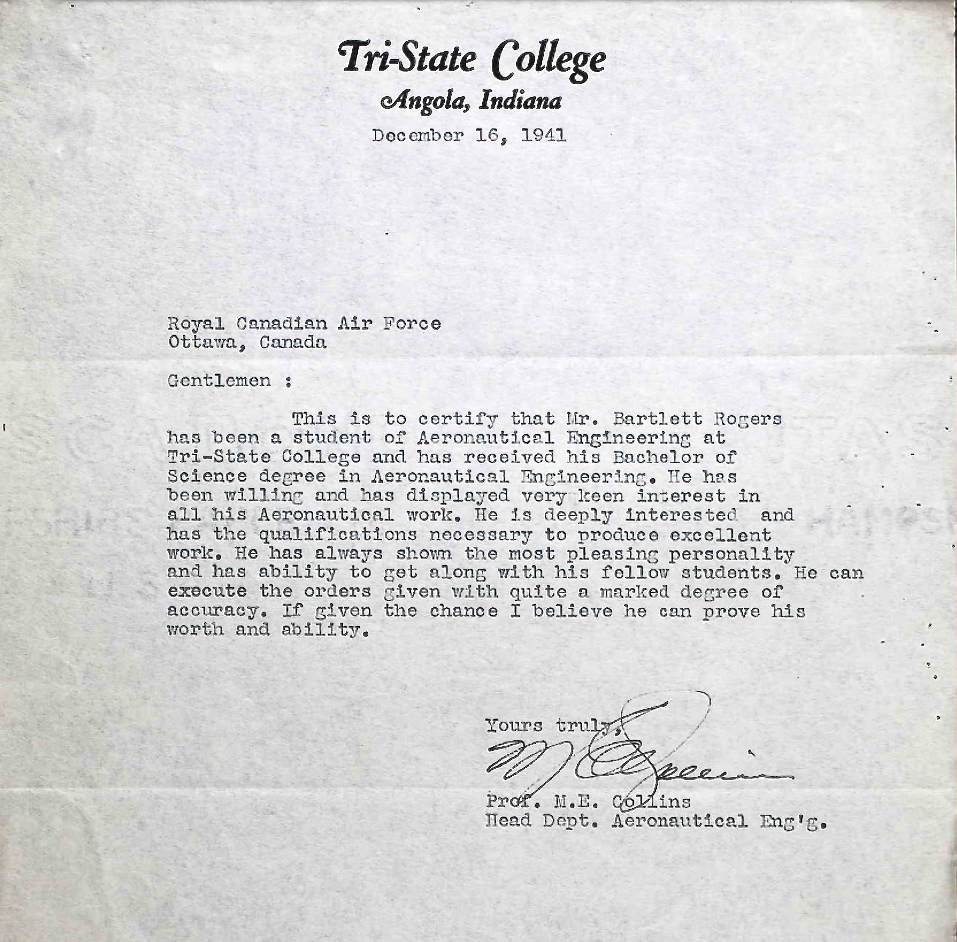 Tri-State College
Angola, Indiana
December 16, 1941
Royal Canadian Air Force
Ottawa, Canada
Gentlemen :
This is to certify that Mr. Bartlett Rogers
has been a student of Aeronautical Engineering at
Tri-State College and has received his Bachelor of
Science degree in Aeronautical Engineering. He has
been willing and has displayed very keen interest in
all his Aeronautical work. He is deeply interested and
has the qualifications necessary to produce excellent
work. He has always shown the most pleasing personality
and has ability to get along with his fellow students. He can
execute the orders given with quite a marked degree of
accuracy. If given the chance I believe he can prove his
worth and ability.
Yours truly,
M E Collins
Prof. M.E. Collins
Head Dept. Aeronautical Eng'g.